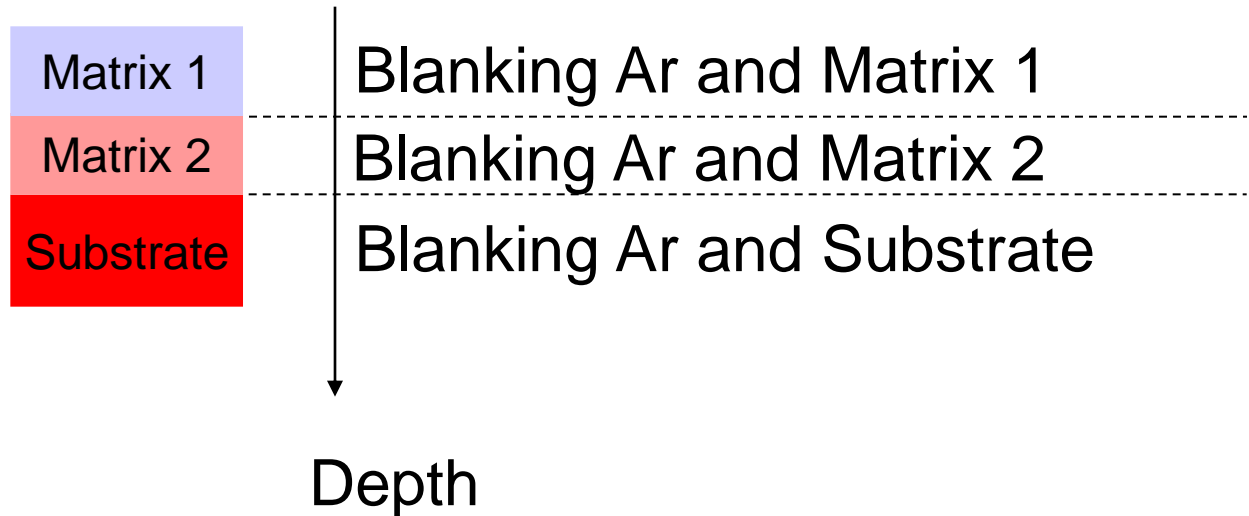 Matrix 1
Blanking Ar and Matrix 1
Matrix 2
Blanking Ar and Matrix 2
Substrate
Blanking Ar and Substrate
Depth